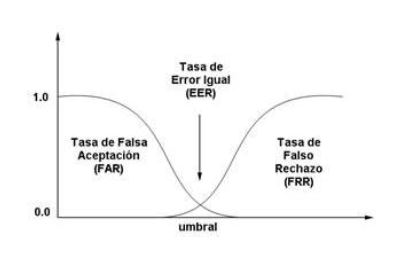 Tasa de
Error Igual
(EER)
1.0
Tasa de Falsa
Aceptación
(FAR)
Tasa de
Falso
Rechazo
(FRR)
0.0
umbral